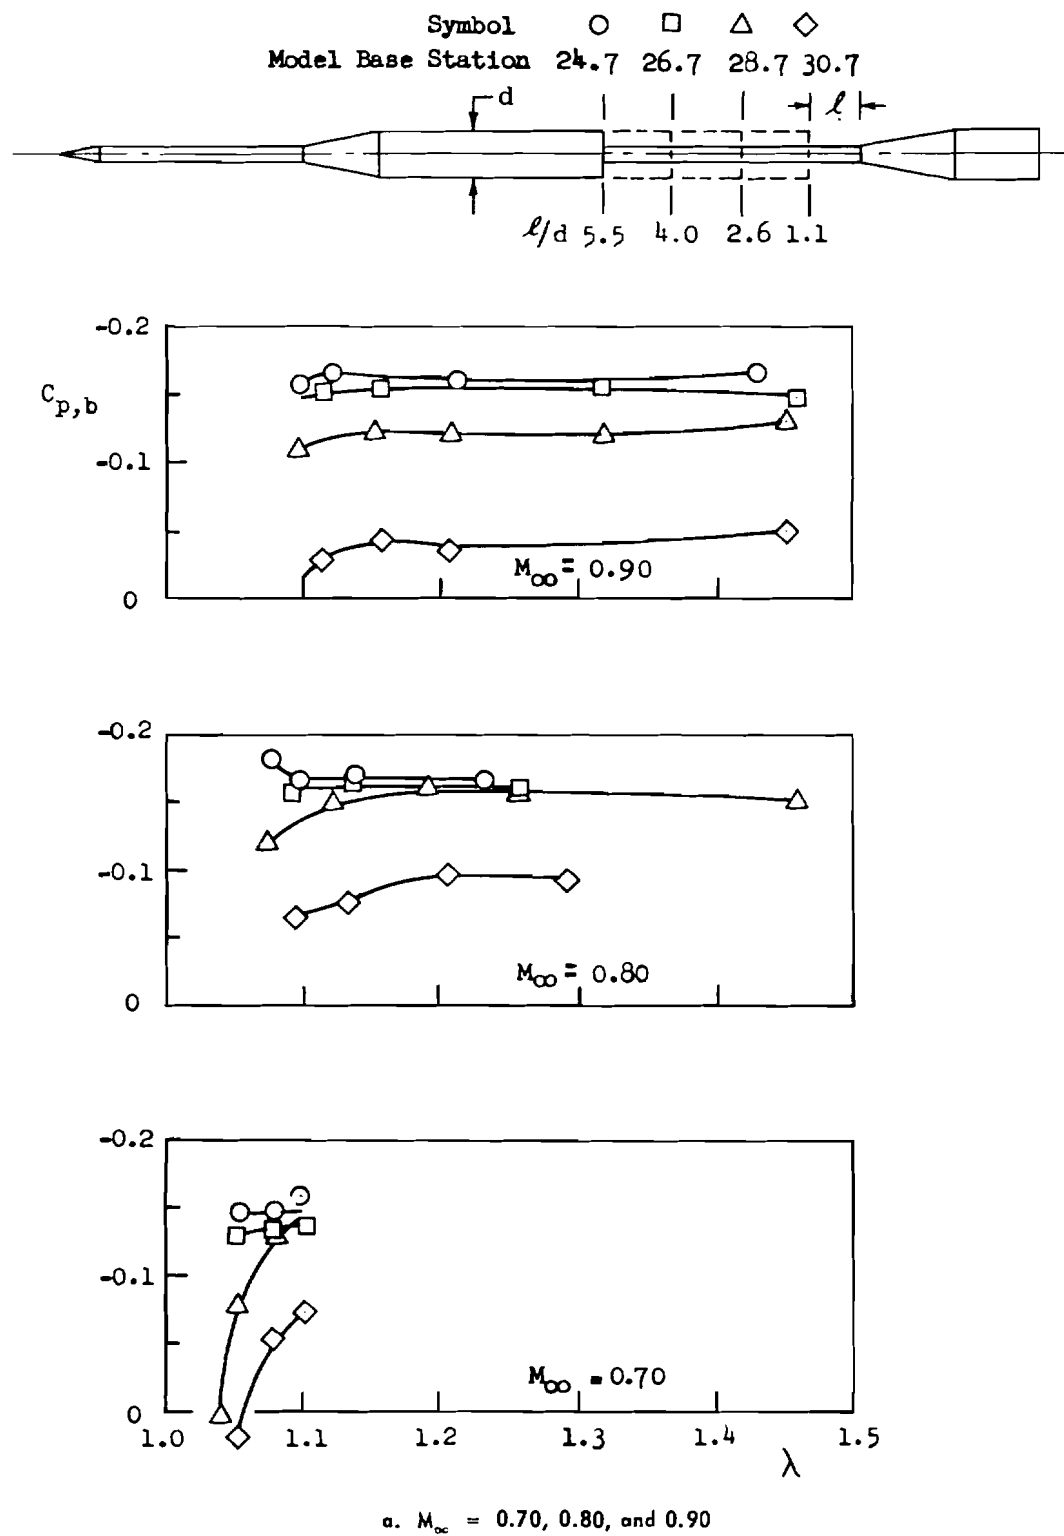 Symbol ○ □ △ ◇
Model Base Station 24.7 26.7 28.7 30.7
d
ℓ
ℓ/d 5.5 4.0 2.6 1.1
-0.2
C_p,b
-0.1
M∞ = 0.90
0
-0.2
-0.1
M∞ = 0.80
0
-0.2
-0.1
M∞ = 0.70
0
1.0 1.1 1.2 1.3 1.4 1.5
λ
a. M∞ = 0.70, 0.80, and 0.90